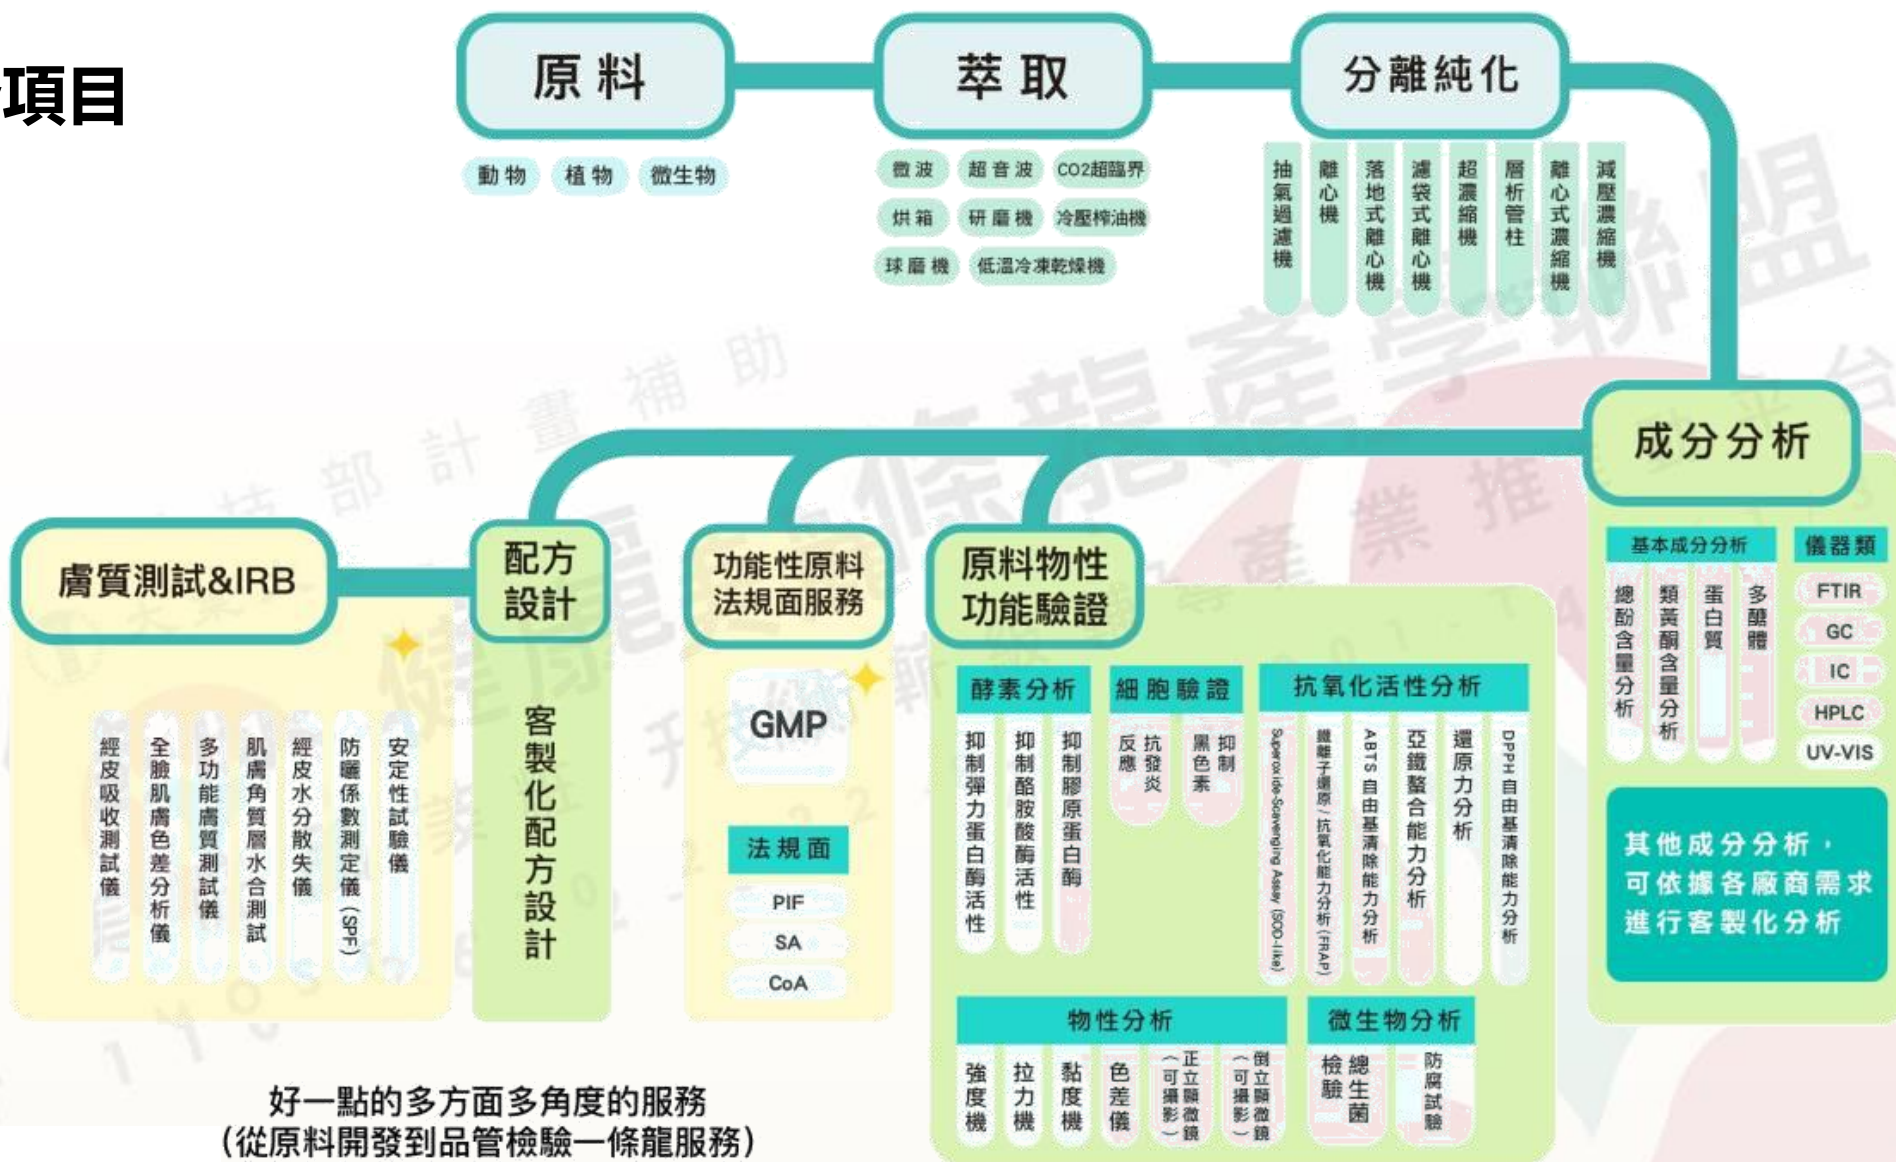 項目
原料
動物
植物
微生物
萃取
微波
超音波
CO2超臨界
烘箱
研磨機
冷壓榨油機
球磨機
低溫冷凍乾燥機
分離純化
抽氣過濾機
離心機
落地式離心機
濾袋式離心機
超濃縮機
層析管柱
離心式濃縮機
減壓濃縮機
成分分析
基本成分分析
總酚含量分析
類黃酮含量分析
蛋白質
多醣體
儀器類
FTIR
GC
IC
HPLC
UV-VIS
其他成分分析，
可依據各廠商需求
進行客製化分析
原料物性
功能驗證
酵素分析
抑制彈力蛋白酶活性
抑制酪胺酸酶活性
抑制膠原蛋白酶
細胞驗證
抗發炎
反應
抑制
黑色素
抗氧化活性分析
Superoxide-Scavenging Assay (SOD-like)
鐵離子還原/抗氧化能力分析(FRAP)
ABTS自由基清除能力分析
亞鐵螯合能力分析
還原力分析
DPPH自由基清除能力分析
物性分析
強度機
拉力機
黏度機
色差儀
正立顯微鏡
（可攝影）
倒立顯微鏡
（可攝影）
微生物分析
總生菌
檢驗
防腐試驗
功能性原料
法規面服務
GMP
法規面
PIF
SA
CoA
配方
設計
客製化配方設計
膚質測試&IRB
經皮吸收測試儀
全臉肌膚色差分析儀
多功能膚質測試儀
肌膚角質層水合測試
經皮水分散失儀
防曬係數測定儀(SPF)
安定性試驗儀
好一點的多方面多角度的服務
（從原料開發到品管檢驗一條龍服務）